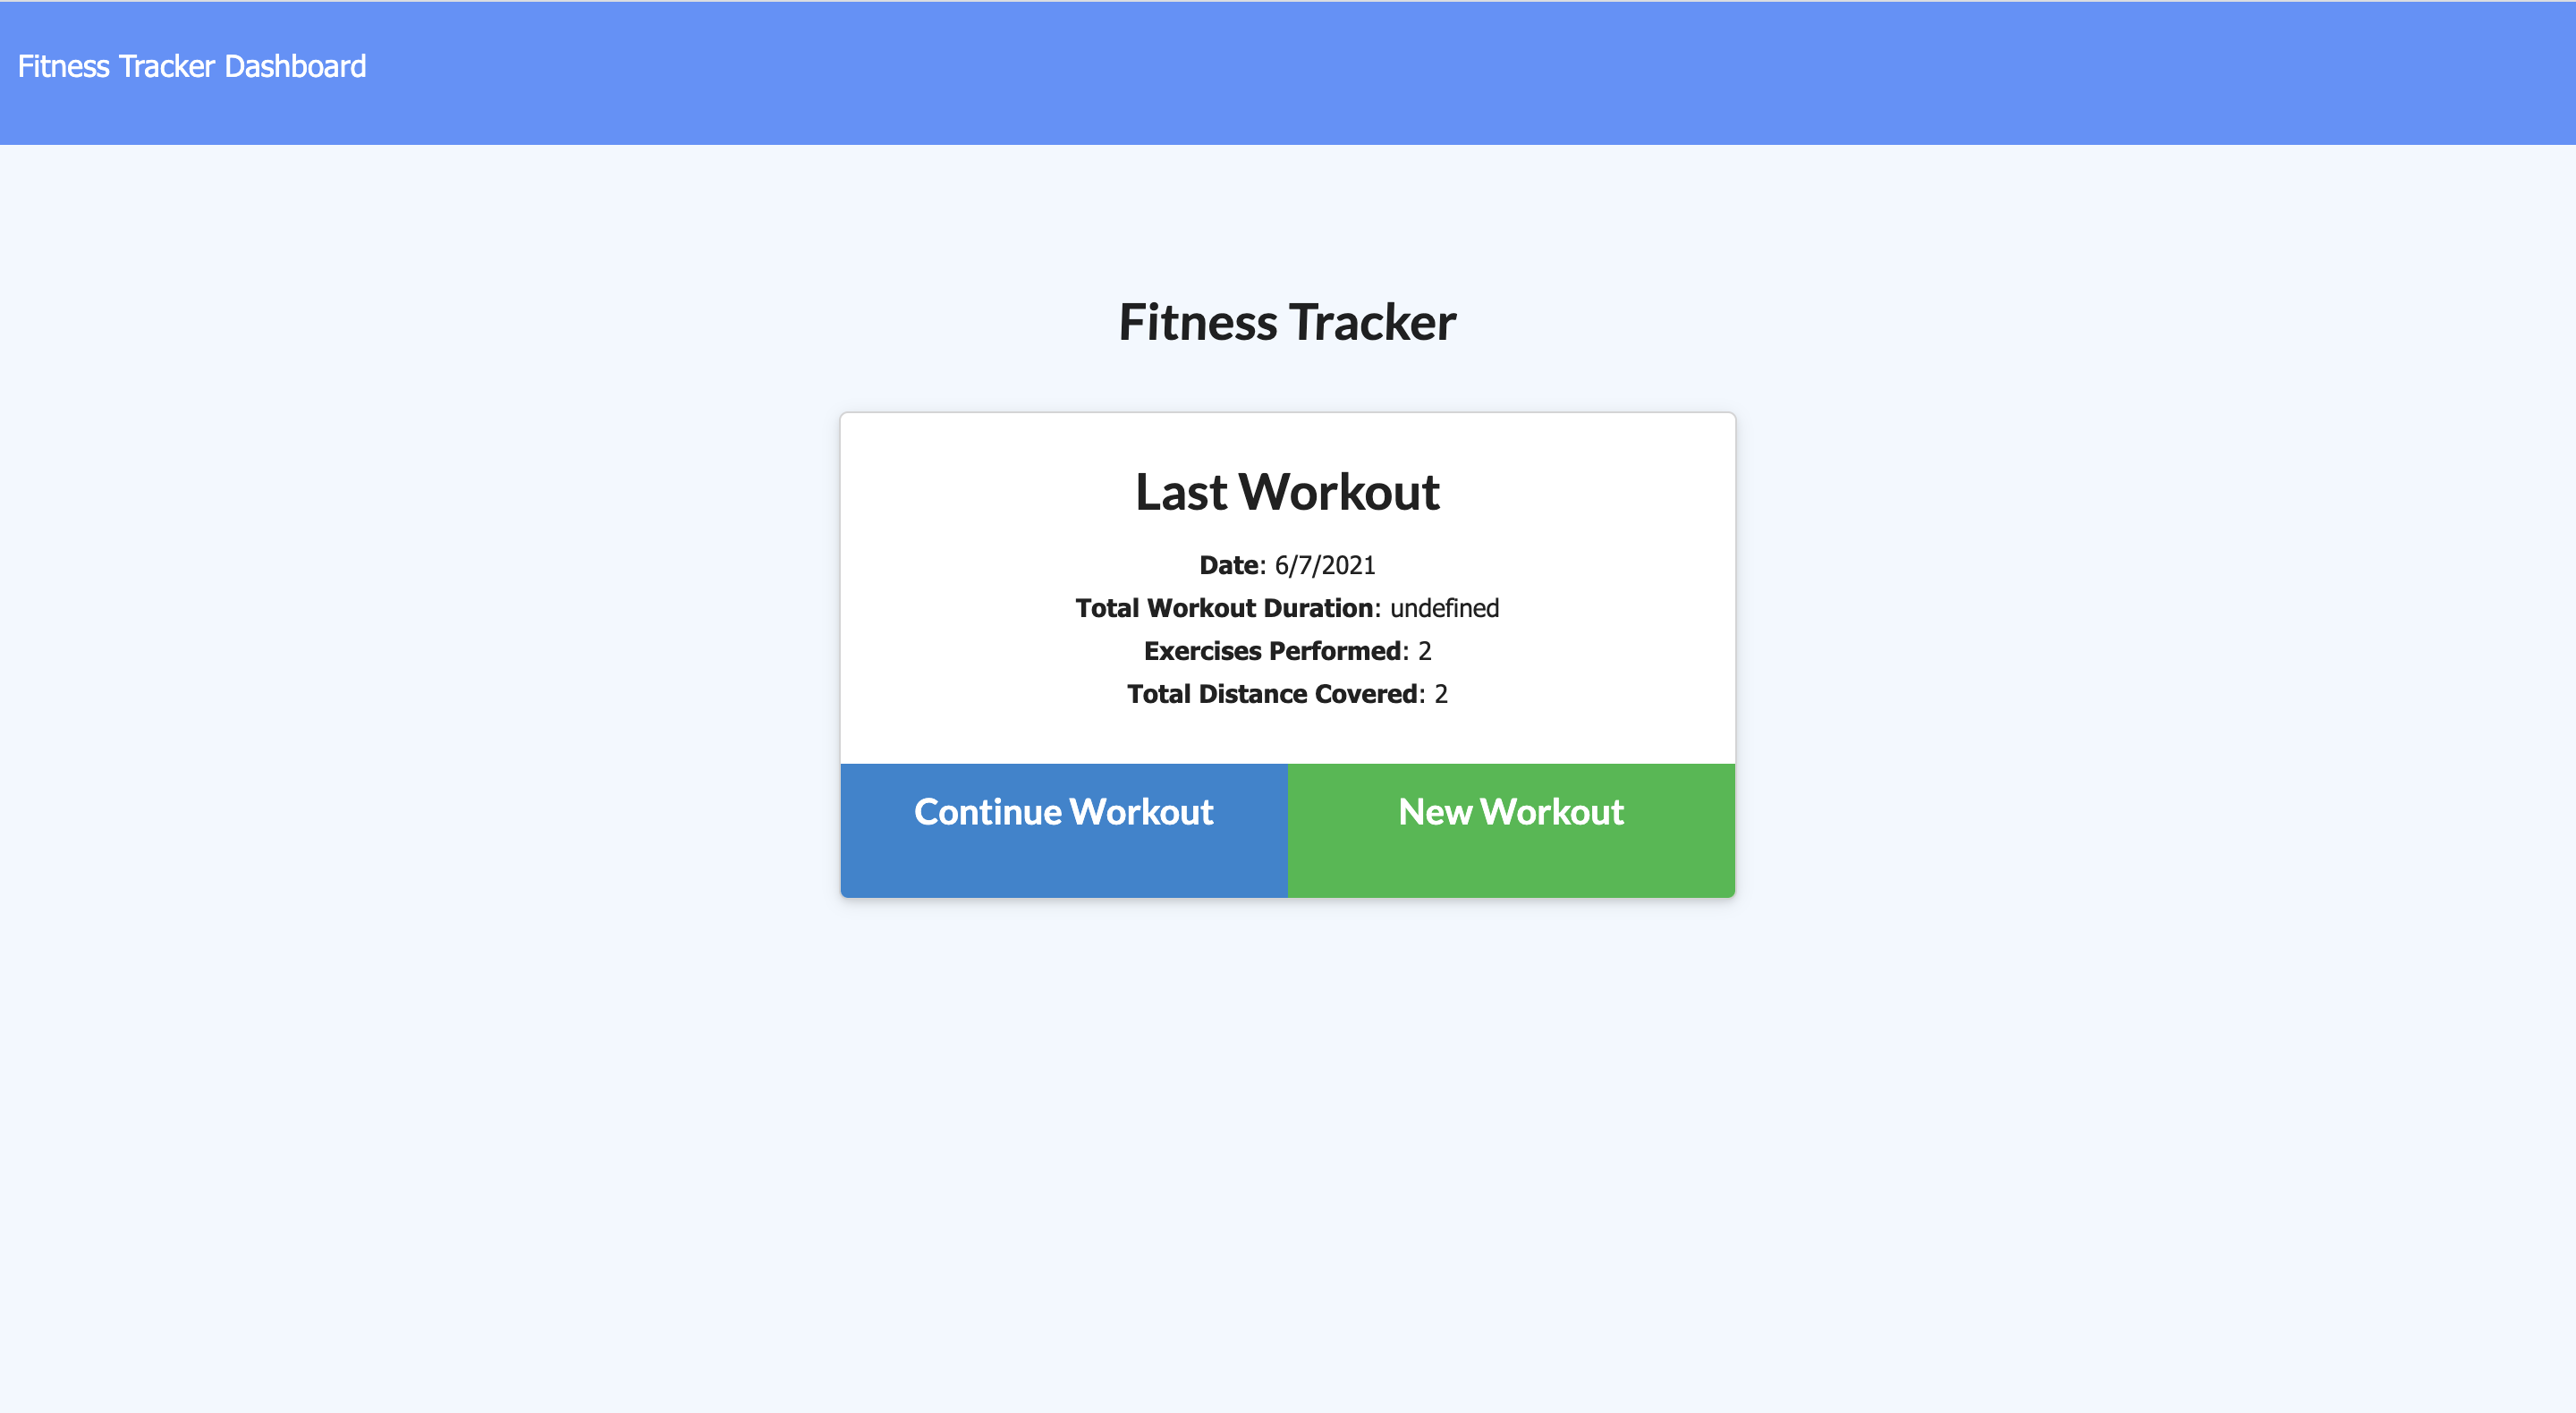 Fitness Tracker Dashboard
Fitness Tracker
Last Workout
Date: 6/7/2021
Total Workout Duration: undefined
Exercises Performed: 2
Total Distance Covered: 2
Continue Workout
New Workout